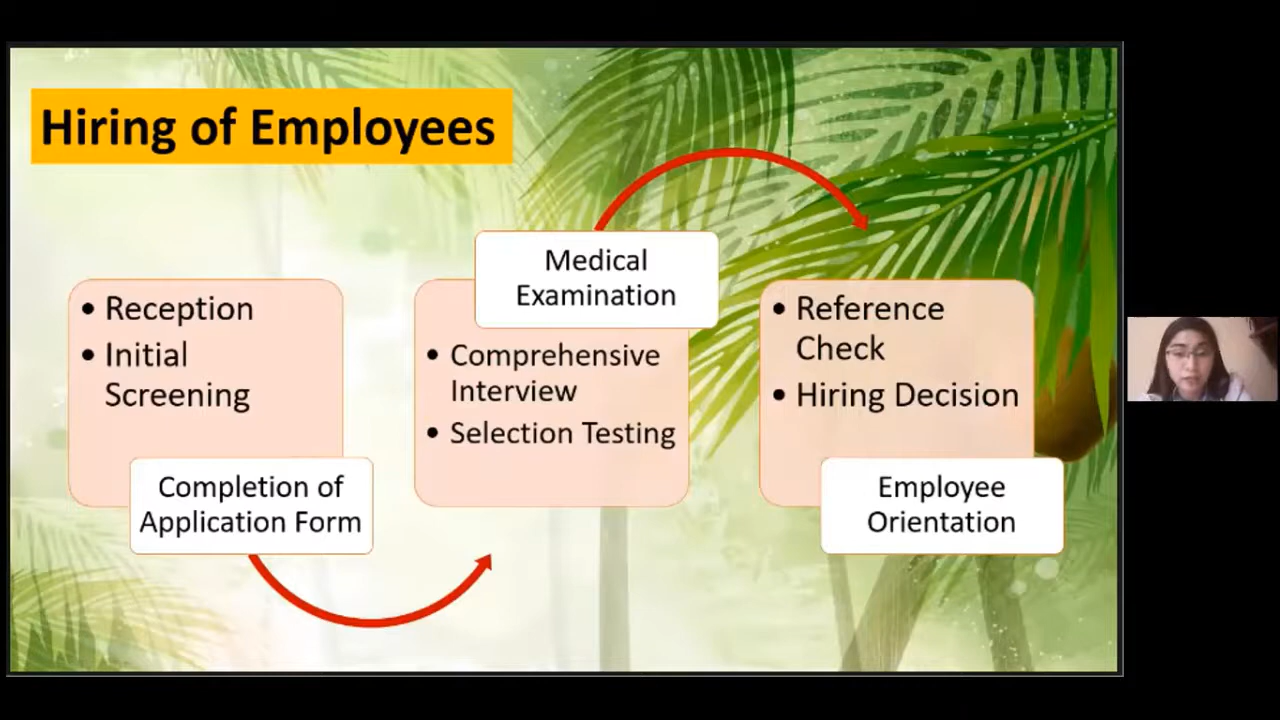 Hiring of Employees
• Reception
• Initial
Screening
Completion of
Application Form
Medical
Examination
• Comprehensive
Interview
• Selection Testing
• Reference
Check
• Hiring Decision
Employee
Orientation